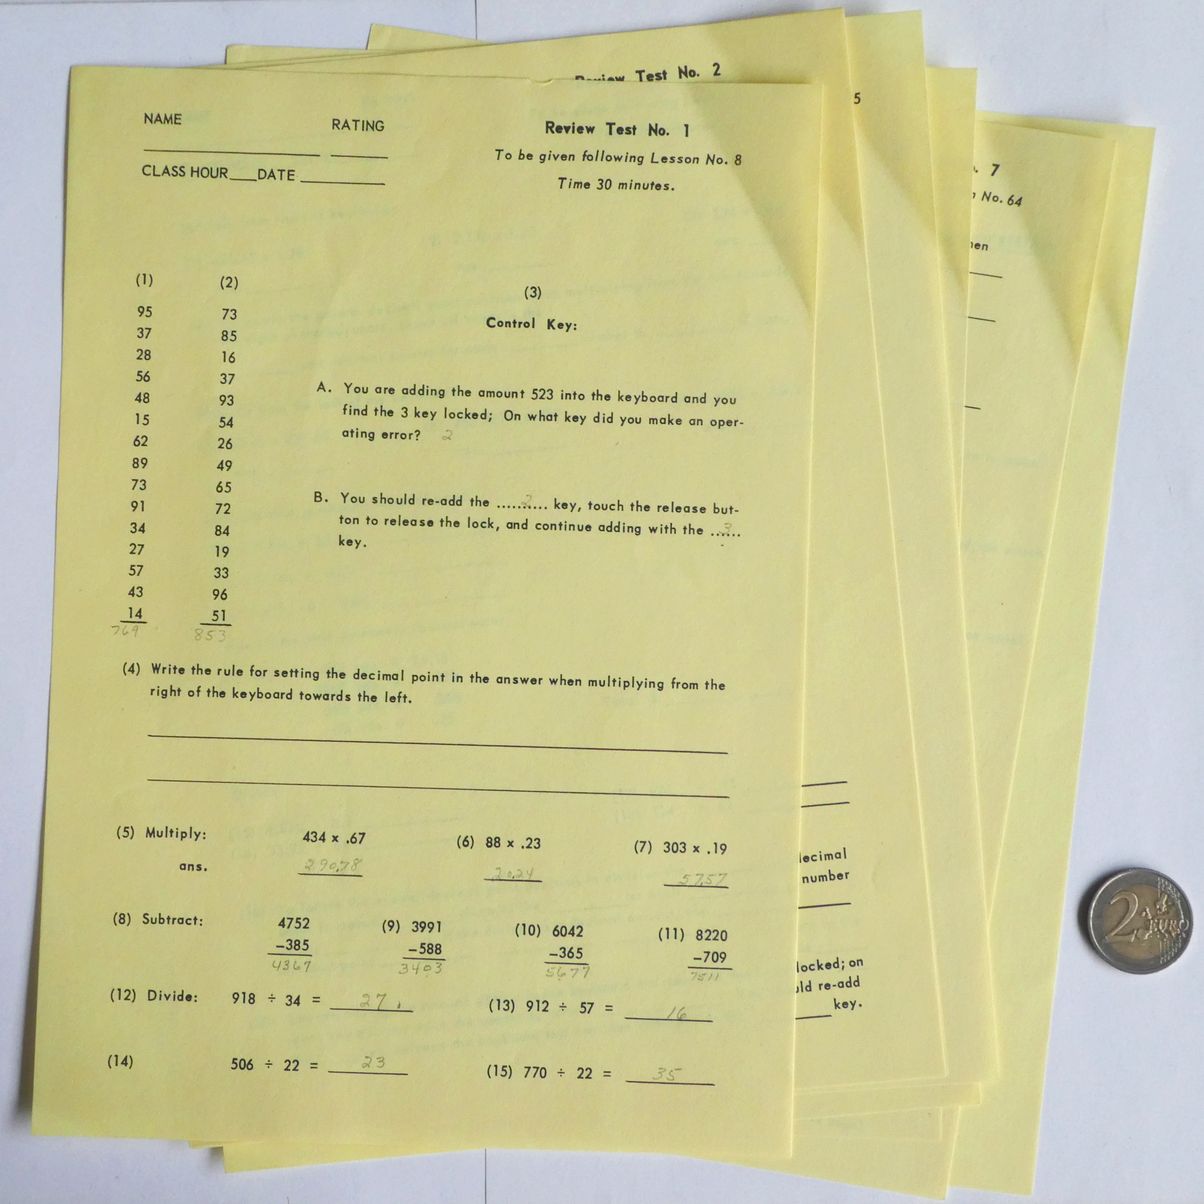 Review Test No. 2
5
No. 7
No. 64
NAME
RATING
CLASS HOUR___DATE
Review Test No. 1
To be given following Lesson No. 8
Time 30 minutes.
(1) (2)
95 73
37 85
28 16
56 37
48 93
15 54
62 26
89 49
73 65
91 72
34 84
27 19
57 33
43 96
14 51
769 853
(3)
Control Key:
A. You are adding the amount 523 into the keyboard and you
find the 3 key locked; On what key did you make an oper-
ating error? 2
B. You should re-add the ...2... key, touch the release but-
ton to release the lock, and continue adding with the ..3..
key.
(4) Write the rule for setting the decimal point in the answer when multiplying from the
right of the keyboard towards the left.
(5) Multiply: 434 x .67 (6) 88 x .23 (7) 303 x .19
ans. 290.78 20.24 57.57
(8) Subtract: 4752 (9) 3991 (10) 6042 (11) 8220
-385 -588 -365 -709
4367 3403 5677 7511
(12) Divide: 918 ÷ 34 = 27. (13) 912 ÷ 57 = 16
(14) 506 ÷ 22 = 23 (15) 770 ÷ 22 = 35
decimal
number
locked; on
re-add
key.
2 EURO